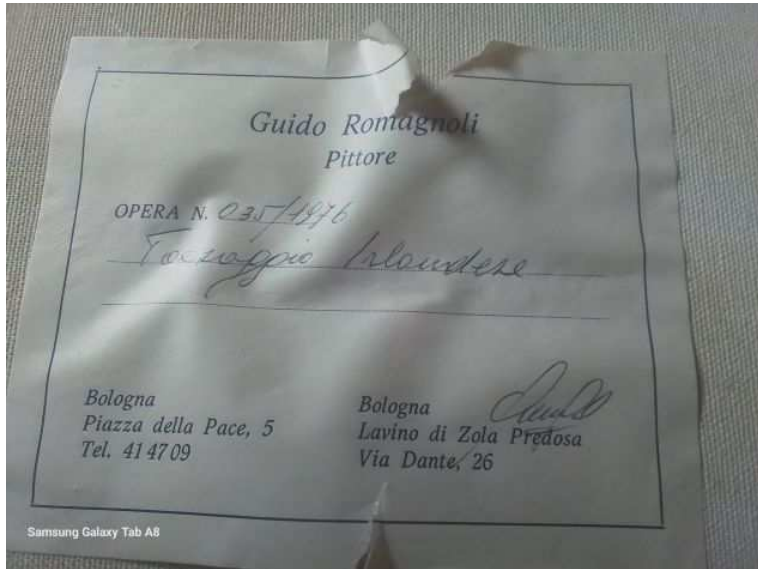 Guido Romagnoli
Pittore
OPERA N. 035/1976
Paesaggio Irlandese
Bologna
Piazza della Pace, 5
Tel. 414709
Bologna
Lavino di Zola Predosa
Via Dante, 26
Samsung Galaxy Tab A8